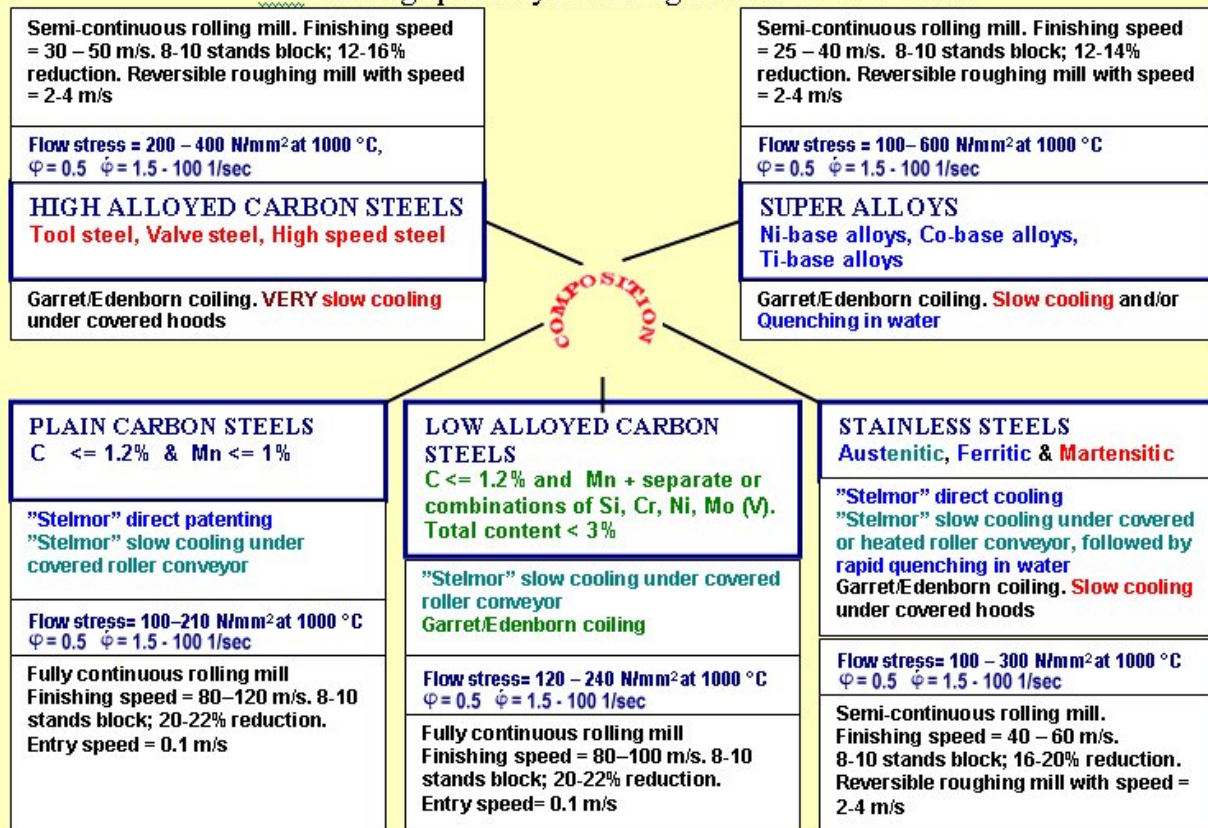 Semi-continuous rolling mill. Finishing speed
= 30 – 50 m/s. 8-10 stands block; 12-16%
reduction. Reversible roughing mill with speed
= 2-4 m/s
Flow stress = 200 – 400 N/mm² at 1000 °C,
φ = 0.5 φ̇ = 1.5 - 100 1/sec
HIGH ALLOYED CARBON STEELS
Tool steel, Valve steel, High speed steel
Garret/Edenborn coiling. VERY slow cooling
under covered hoods
Semi-continuous rolling mill. Finishing speed
= 25 – 40 m/s. 8-10 stands block; 12-14%
reduction. Reversible roughing mill with speed
= 2-4 m/s
Flow stress = 100– 600 N/mm² at 1000 °C
φ = 0.5 φ̇ = 1.5 - 100 1/sec
SUPER ALLOYS
Ni-base alloys, Co-base alloys,
Ti-base alloys
Garret/Edenborn coiling. Slow cooling and/or
Quenching in water
COMPOSITION
PLAIN CARBON STEELS
C <= 1.2% & Mn <= 1%
”Stelmor” direct patenting
”Stelmor” slow cooling under
covered roller conveyor
Flow stress= 100–210 N/mm² at 1000 °C
φ = 0.5 φ̇ = 1.5 - 100 1/sec
Fully continuous rolling mill
Finishing speed = 80–120 m/s. 8-10
stands block; 20-22% reduction.
Entry speed = 0.1 m/s
LOW ALLOYED CARBON
STEELS
C <= 1.2% and Mn + separate or
combinations of Si, Cr, Ni, Mo (V).
Total content < 3%
”Stelmor” slow cooling under covered
roller conveyor
Garret/Edenborn coiling
Flow stress= 120 – 240 N/mm² at 1000 °C
φ = 0.5 φ̇ = 1.5 - 100 1/sec
Fully continuous rolling mill
Finishing speed = 80–100 m/s. 8-10
stands block; 20-22% reduction.
Entry speed= 0.1 m/s
STAINLESS STEELS
Austenitic, Ferritic & Martensitic
”Stelmor” direct cooling
”Stelmor” slow cooling under covered
or heated roller conveyor, followed by
rapid quenching in water
Garret/Edenborn coiling. Slow cooling
under covered hoods
Flow stress= 100 – 300 N/mm² at 1000 °C
φ = 0.5 φ̇ = 1.5 - 100 1/sec
Semi-continuous rolling mill.
Finishing speed = 40 – 60 m/s.
8-10 stands block; 16-20% reduction.
Reversible roughing mill with speed =
2-4 m/s